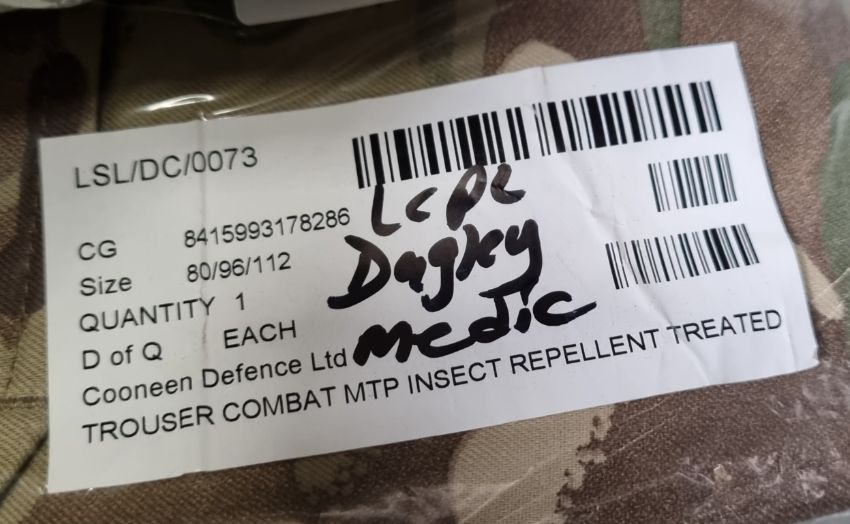 LSL/DC/0073
CG 8415993178286
Size 80/96/112
QUANTITY 1
D of Q EACH
Cooneen Defence Ltd
TROUSER COMBAT MTP INSECT REPELLENT TREATED
LCPL
Dagley
medic